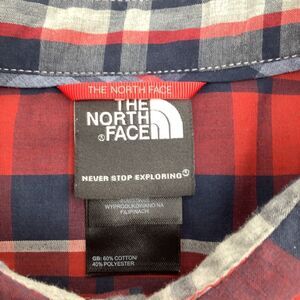 THE NORTH FACE
THE
NORTH
FACE
NEVER STOP EXPLORING
WYPRODUKOWANO NA
FILIPINACH
GB: 60% COTTON/
40% POLYESTER